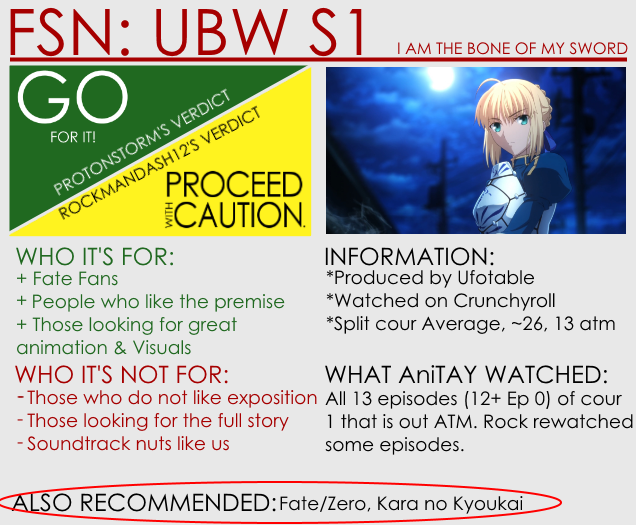 FSN: UBW S1
I AM THE BONE OF MY SWORD
GO
FOR IT!
PROTONSTORM'S VERDICT
ROCKMANDASH12'S VERDICT
PROCEED
WITH CAUTION.
WHO IT'S FOR:
+ Fate Fans
+ People who like the premise
+ Those looking for great
animation & Visuals
WHO IT'S NOT FOR:
- Those who do not like exposition
- Those looking for the full story
- Soundtrack nuts like us
INFORMATION:
*Produced by Ufotable
*Watched on Crunchyroll
*Split cour Average, ~26, 13 atm
WHAT AniTAY WATCHED:
All 13 episodes (12+ Ep 0) of cour
1 that is out ATM. Rock rewatched
some episodes.
ALSO RECOMMENDED: Fate/Zero, Kara no Kyoukai